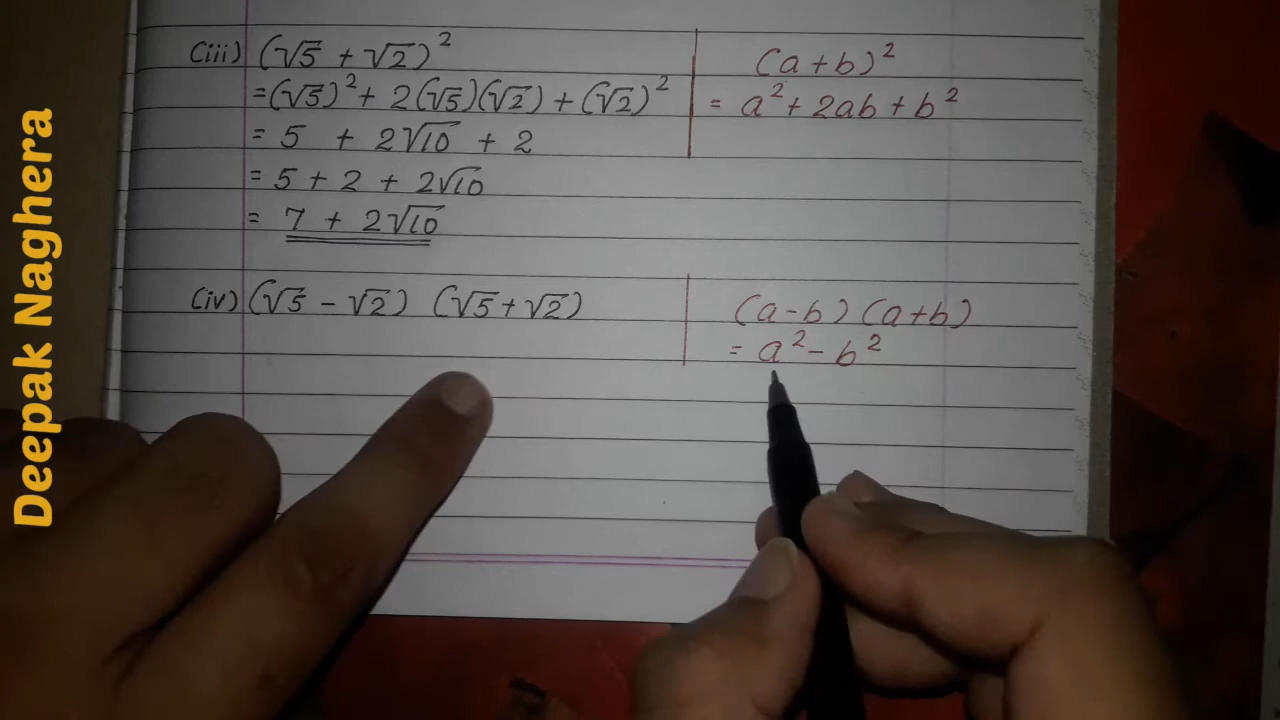 Deepak Naghera
(iii) (√5 + √2)²
(a+b)²
=(√5)²+ 2(√5)(√2) + (√2)²
= a²+ 2ab + b²
= 5 + 2√10 + 2
= 5 + 2 + 2√10
= 7 + 2√10
(iv) (√5 - √2) (√5+√2)
(a-b)(a+b)
= a²-b²